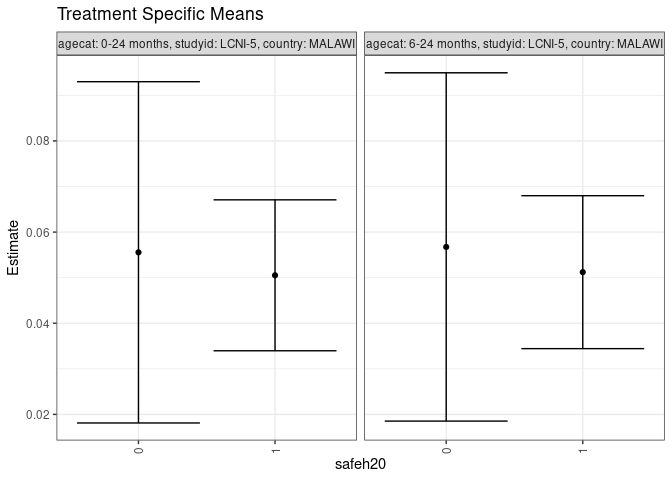 Treatment Specific Means
agecat: 0-24 months, studyid: LCNI-5, country: MALAWI
agecat: 6-24 months, studyid: LCNI-5, country: MALAWI
0.08
0.06
0.04
0.02
Estimate
0
1
0
1
safeh20